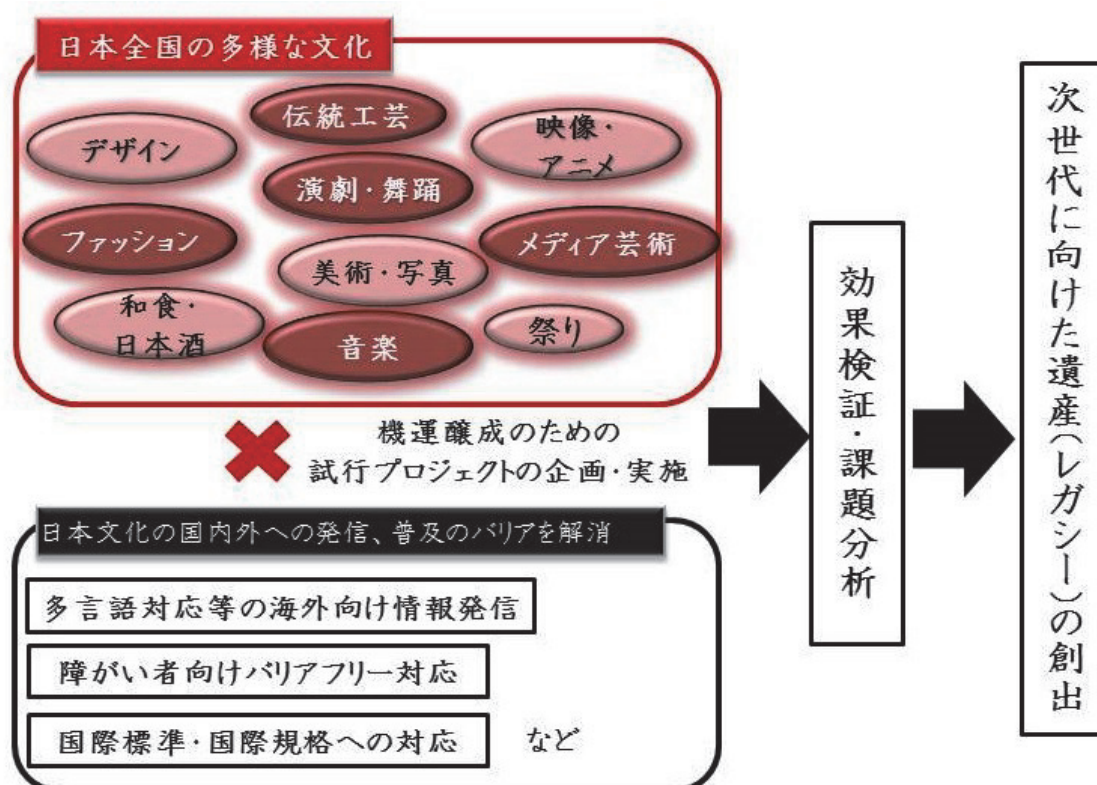 日本全国の多様な文化
伝統工芸
デザイン
映像・
アニメ
演劇・舞踊
ファッション
メディア芸術
美術・写真
和食・
日本酒
音楽
祭り
機運醸成のための
試行プロジェクトの企画・実施
日本文化の国内外への発信、普及のバリアを解消
多言語対応等の海外向け情報発信
障がい者向けバリアフリー対応
国際標準・国際規格への対応 など
効果検証・課題分析
次世代に向けた遺産(レガシー)の創出